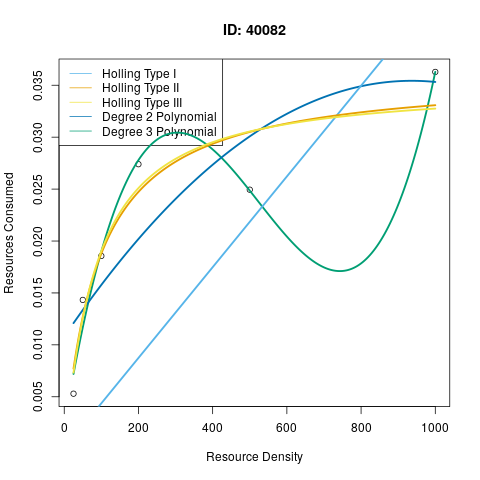 ID: 40082
Holling Type I
Holling Type II
Holling Type III
Degree 2 Polynomial
Degree 3 Polynomial
Resources Consumed
0.035
0.030
0.025
0.020
0.015
0.010
0.005
0 200 400 600 800 1000
Resource Density